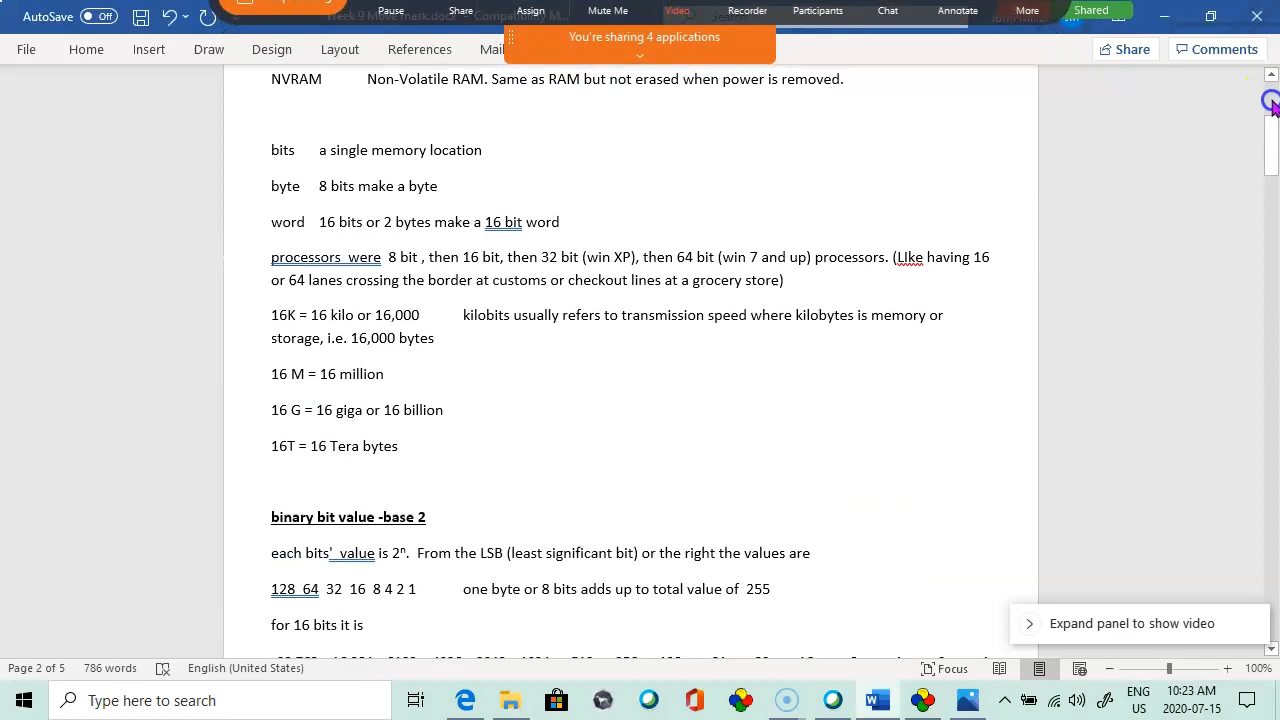 Week 9 Move mask.docx - Compatibility M...
Pause Share Assign Mute Me Video Recorder Participants Chat Annotate More Shared
AutoSave Off
You're sharing 4 applications
File Home Insert Draw Design Layout References Mail Share Comments
NVRAM Non-Volatile RAM. Same as RAM but not erased when power is removed.
bits a single memory location
byte 8 bits make a byte
word 16 bits or 2 bytes make a 16 bit word
processors were 8 bit , then 16 bit, then 32 bit (win XP), then 64 bit (win 7 and up) processors. (LIke having 16
or 64 lanes crossing the border at customs or checkout lines at a grocery store)
16K = 16 kilo or 16,000 kilobits usually refers to transmission speed where kilobytes is memory or
storage, i.e. 16,000 bytes
16 M = 16 million
16 G = 16 giga or 16 billion
16T = 16 Tera bytes
binary bit value -base 2
each bits' value is 2ⁿ. From the LSB (least significant bit) or the right the values are
128 64 32 16 8 4 2 1 one byte or 8 bits adds up to total value of 255
Expand panel to show video
for 16 bits it is
Page 2 of 5 786 words English (United States) Focus 100%
Type here to search
ENG 10:23 AM
US 2020-07-15